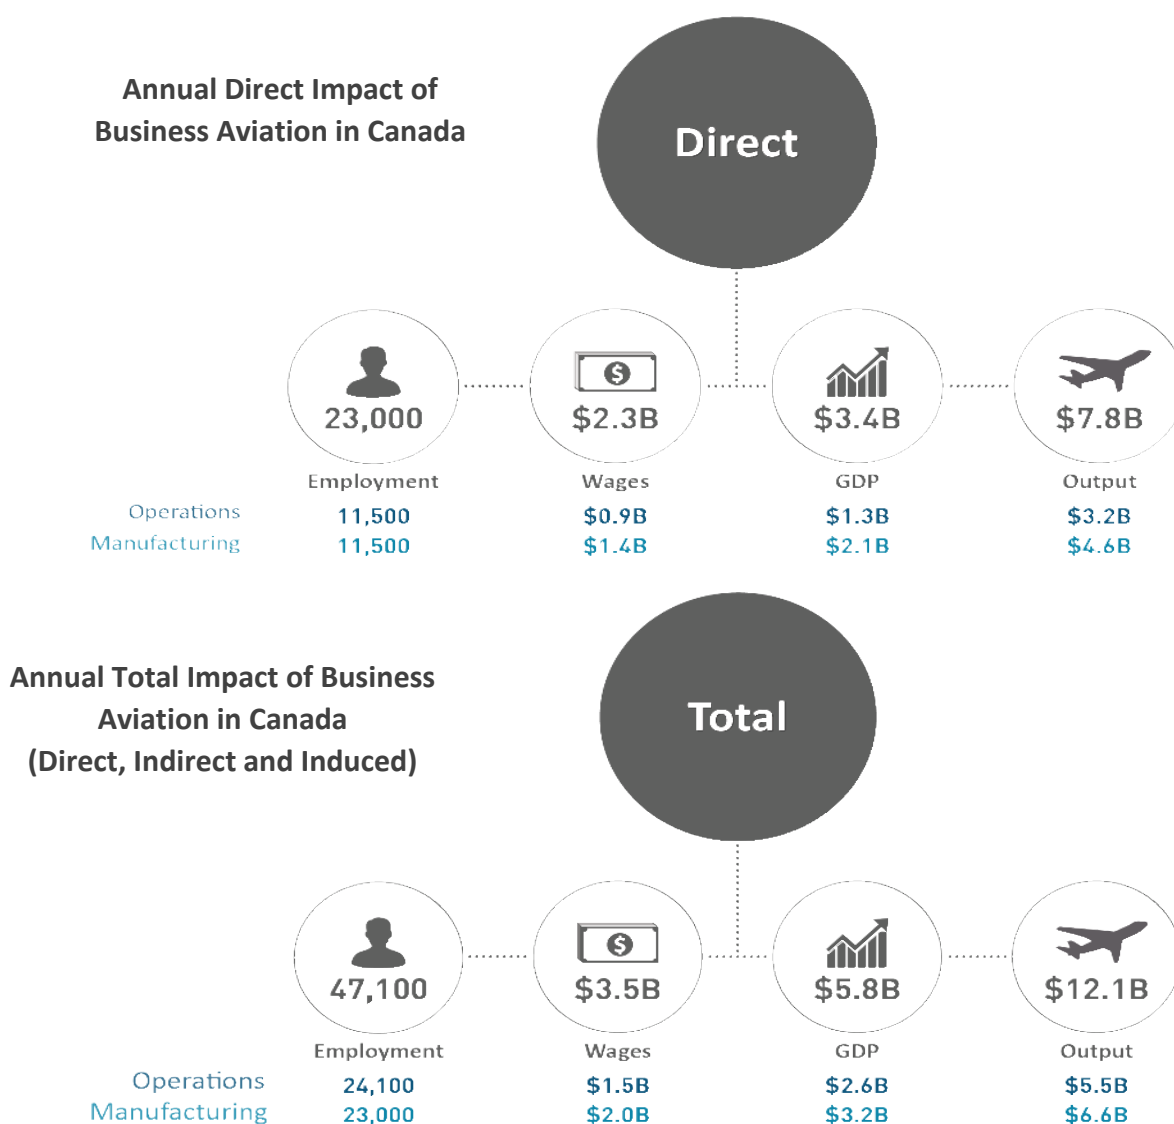 Annual Direct Impact of
Business Aviation in Canada
Direct
23,000 $2.3B $3.4B $7.8B
Employment Wages GDP Output
Operations 11,500 $0.9B $1.3B $3.2B
Manufacturing 11,500 $1.4B $2.1B $4.6B
Annual Total Impact of Business
Aviation in Canada
(Direct, Indirect and Induced)
Total
47,100 $3.5B $5.8B $12.1B
Employment Wages GDP Output
Operations 24,100 $1.5B $2.6B $5.5B
Manufacturing 23,000 $2.0B $3.2B $6.6B